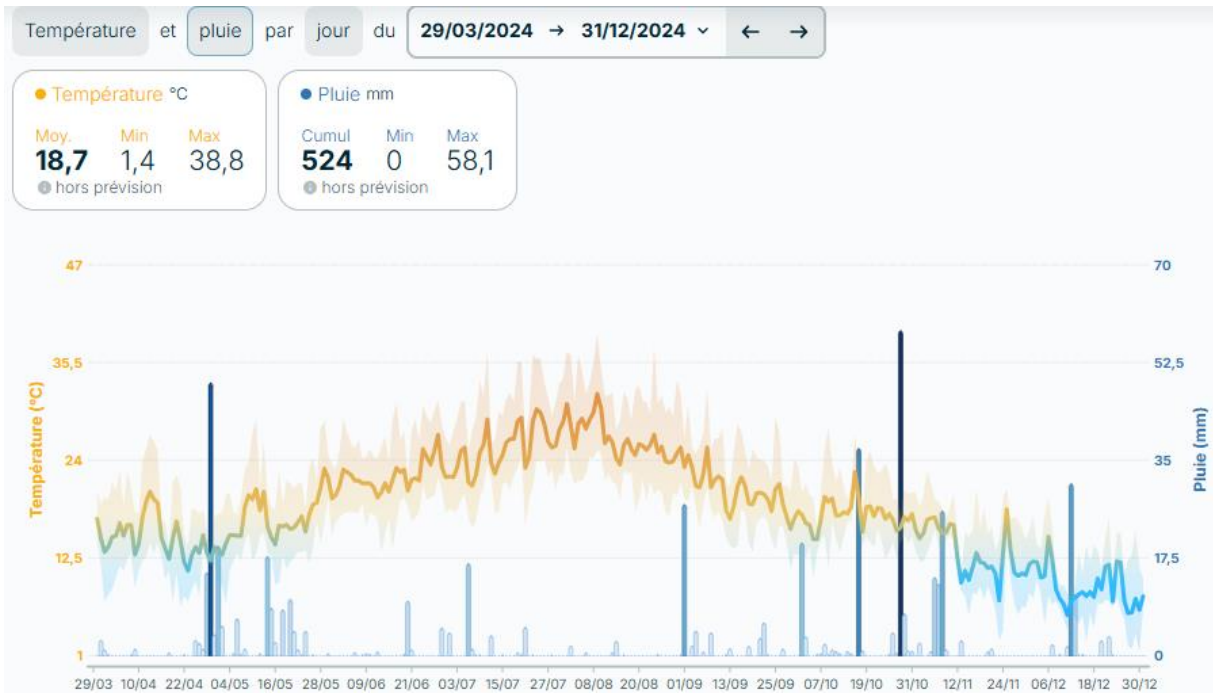 Température et pluie par jour du 29/03/2024 → 31/12/2024 ← →
Température °C
Moy. Min Max
18,7 1,4 38,8
hors prévision
Pluie mm
Cumul Min Max
524 0 58,1
hors prévision
47
35,5
24
12,5
1
Température (°C)
70
52,5
35
17,5
0
Pluie (mm)
29/03 10/04 22/04 04/05 16/05 28/05 09/06 21/06 03/07 15/07 27/07 08/08 20/08 01/09 13/09 25/09 07/10 19/10 31/10 12/11 24/11 06/12 18/12 30/12